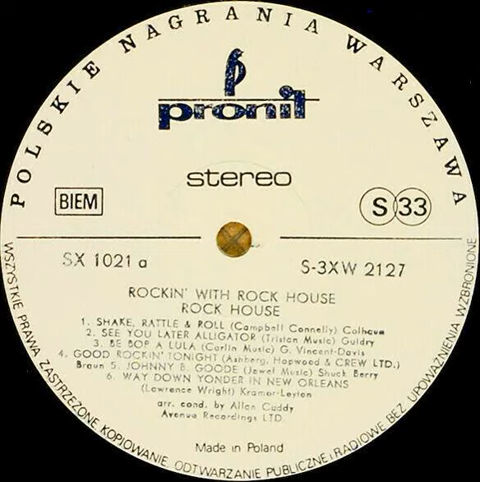 POLSKIE NAGRANIA WARSZAWA
pronit
stereo
BIEM
S 33
SX 1021 a
S-3XW 2127
ROCKIN' WITH ROCK HOUSE
ROCK HOUSE
1. SHAKE, RATTLE & ROLL (Campbell Connelly) Colhoun
2. SEE YOU LATER ALLIGATOR (Tristan Music) Guidry
3. BE BOP A LULA (Carlin Music) G. Vincent-Davis
4. GOOD ROCKIN' TONIGHT (Ashberg, Hopwood & CREW LTD.)
Braun 5. JOHNNY B. GOODE (Jewel Music) Shuck Berry
6. WAY DOWN YONDER IN NEW ORLEANS
(Lawrence Wright) Kramer-Leyton
arr. cond. by Allen Caddy
Avenue Recordings LTD.
Made in Poland
WSZYSTKIE PRAWA ZASTRZEŻONE KOPIOWANIE, ODTWARZANIE PUBLICZNE I RADIOWE BEZ UPOWAŻNIENIA WZBRONIONE